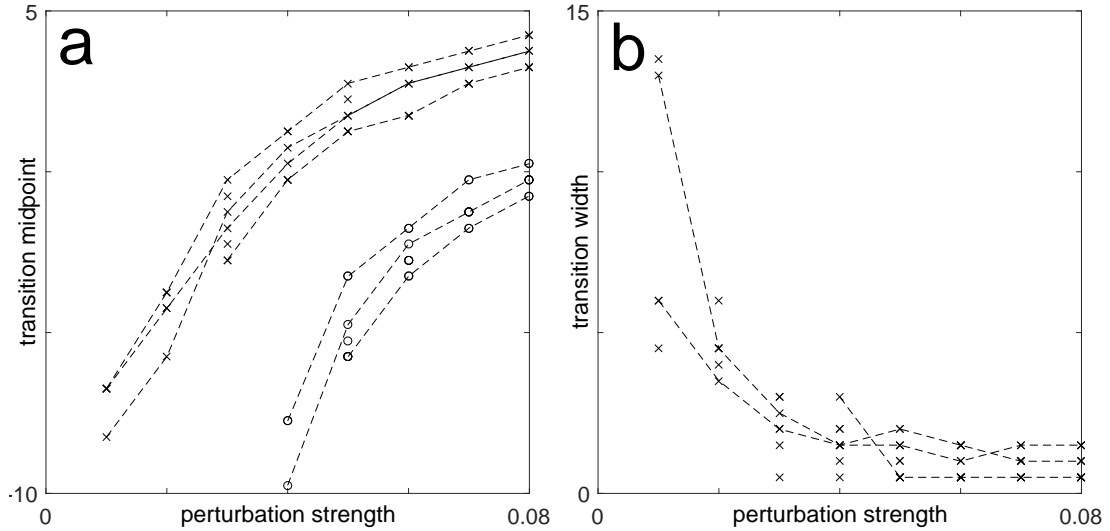 a
5
-10
0
0.08
perturbation strength
transition midpoint
b
15
0
0
0.08
perturbation strength
transition width